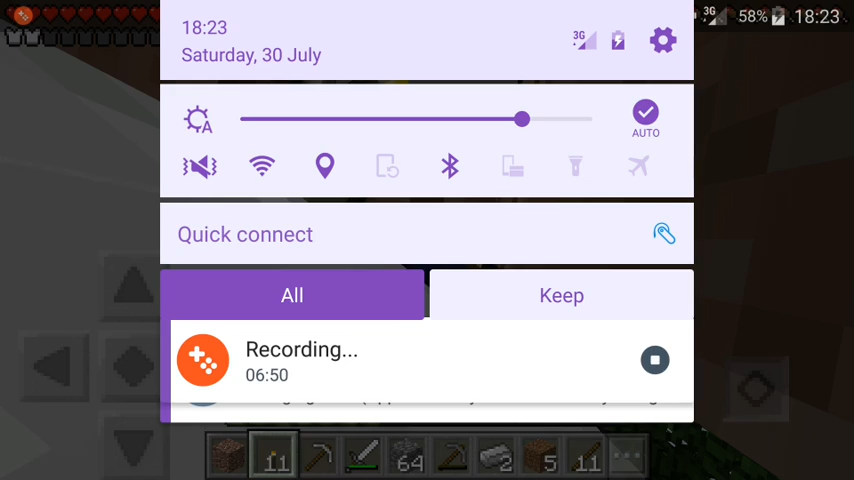 3G 58% 18:23
18:23
3G
Saturday, 30 July
A
AUTO
Quick connect
All
Keep
Recording...
06:50
11
64
2
5
11